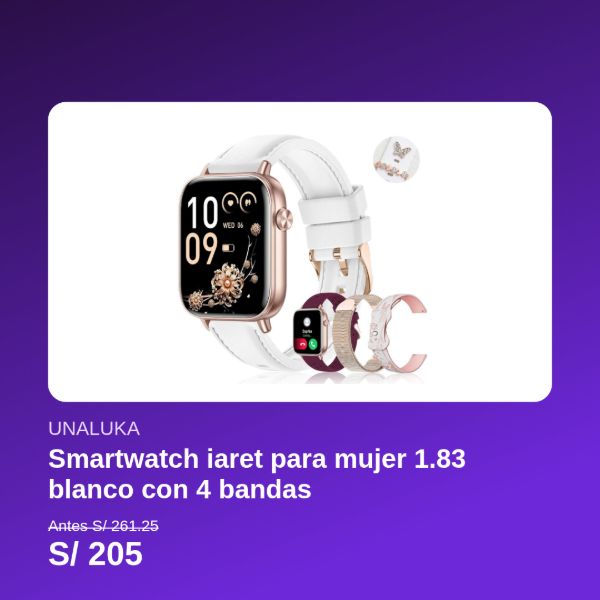 10
09
WED 06
UNALUKA
Smartwatch iaret para mujer 1.83
blanco con 4 bandas
Antes S/ 261.25
S/ 205